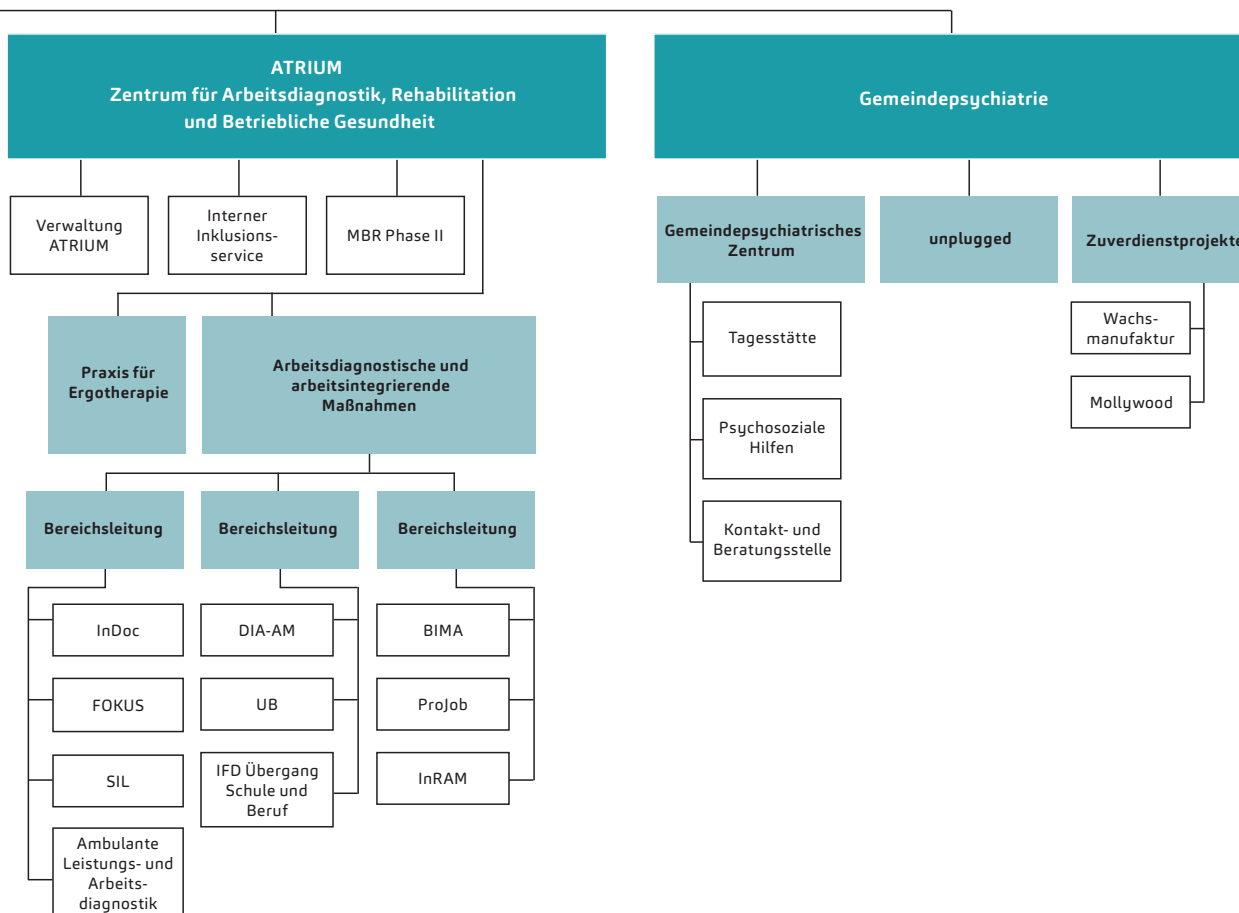 ATRIUM
Zentrum für Arbeitsdiagnostik, Rehabilitation
und Betriebliche Gesundheit
Gemeindepsychiatrie
Verwaltung
ATRIUM
Interner
Inklusions-
service
MBR Phase II
Gemeindepsychiatrisches
Zentrum
unplugged
Zuverdienstprojekte
Praxis für
Ergotherapie
Arbeitsdiagnostische und
arbeitsintegrierende
Maßnahmen
Tagesstätte
Psychosoziale
Hilfen
Kontakt- und
Beratungsstelle
Wachs-
manufaktur
Mollywood
Bereichsleitung
Bereichsleitung
Bereichsleitung
InDoc
FOKUS
SIL
Ambulante
Leistungs- und
Arbeits-
diagnostik
DIA-AM
UB
IFD Übergang
Schule und
Beruf
BIMA
ProJob
InRAM